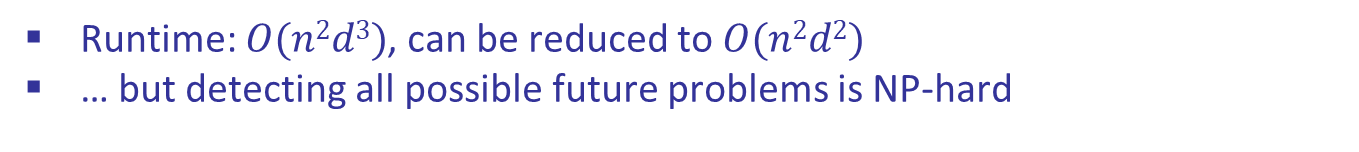 ▪ Runtime: O(n²d³), can be reduced to O(n²d²)
▪ … but detecting all possible future problems is NP-hard